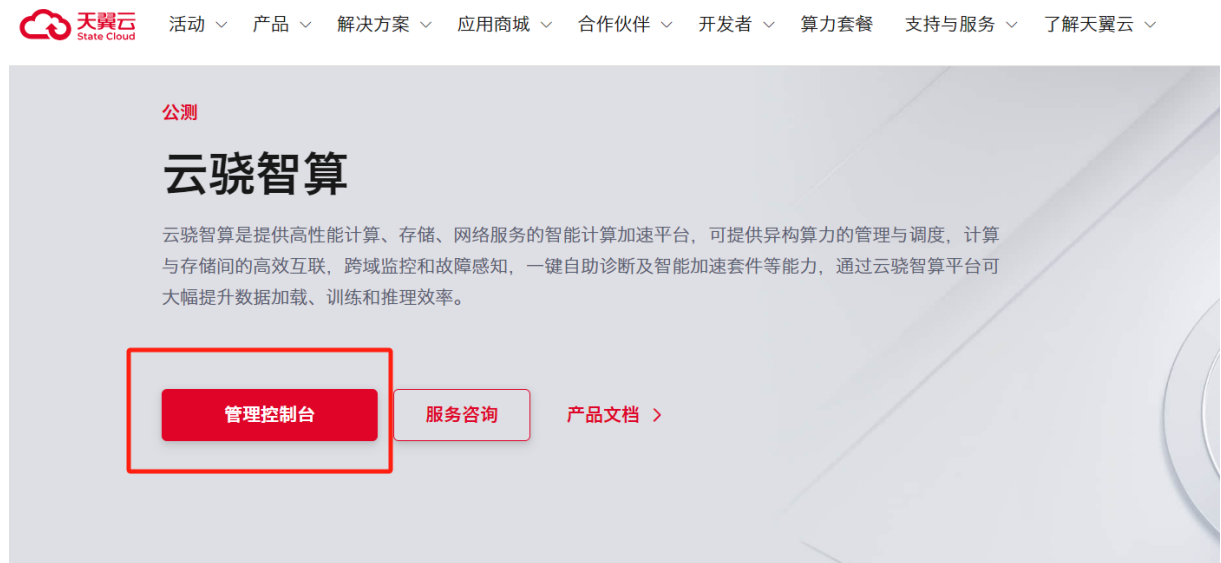 天翼云
State Cloud
活动 产品 解决方案 应用商城 合作伙伴 开发者 算力套餐 支持与服务 了解天翼云
公测
云骁智算
云骁智算是提供高性能计算、存储、网络服务的智能计算加速平台，可提供异构算力的管理与调度，计算
与存储间的高效互联，跨域监控和故障感知，一键自助诊断及智能加速套件等能力，通过云骁智算平台可
大幅提升数据加载、训练和推理效率。
管理控制台 服务咨询 产品文档